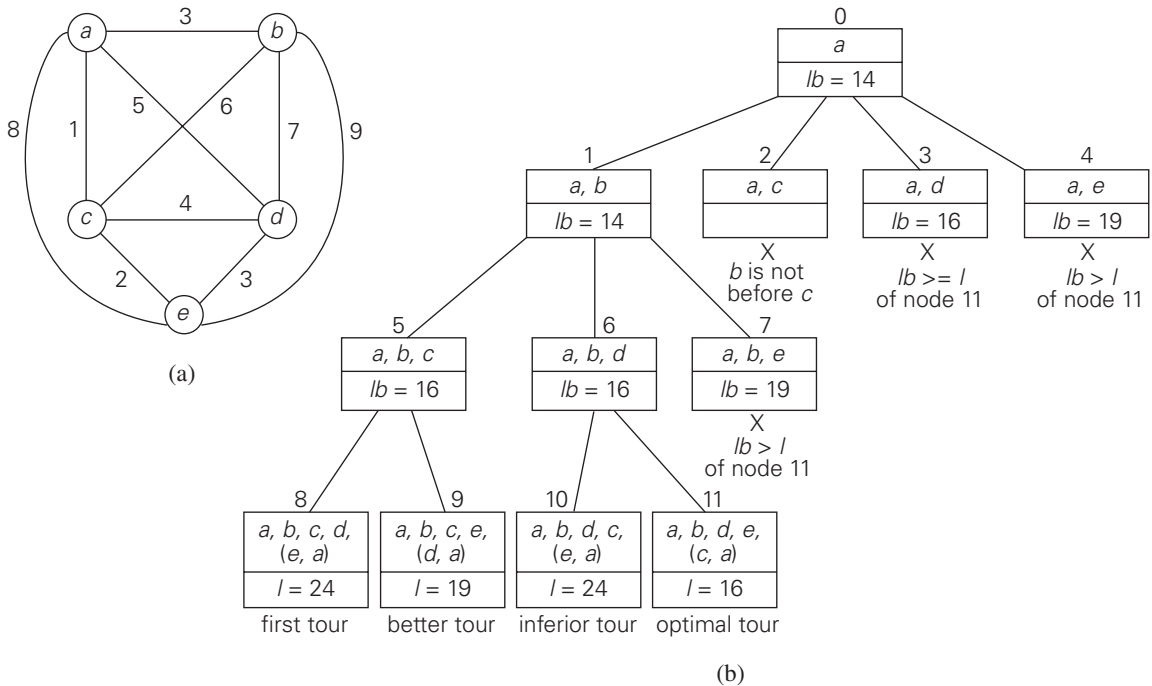 3
a
b
5
6
8
1
7
9
c
4
d
2
3
e
(a)
0
a
lb = 14
1
a, b
lb = 14
2
a, c
X
b is not
before c
3
a, d
lb = 16
X
lb >= l
of node 11
4
a, e
lb = 19
X
lb > l
of node 11
5
a, b, c
lb = 16
6
a, b, d
lb = 16
7
a, b, e
lb = 19
X
lb > l
of node 11
8
a, b, c, d,
(e, a)
l = 24
first tour
9
a, b, c, e,
(d, a)
l = 19
better tour
10
a, b, d, c,
(e, a)
l = 24
inferior tour
11
a, b, d, e,
(c, a)
l = 16
optimal tour
(b)